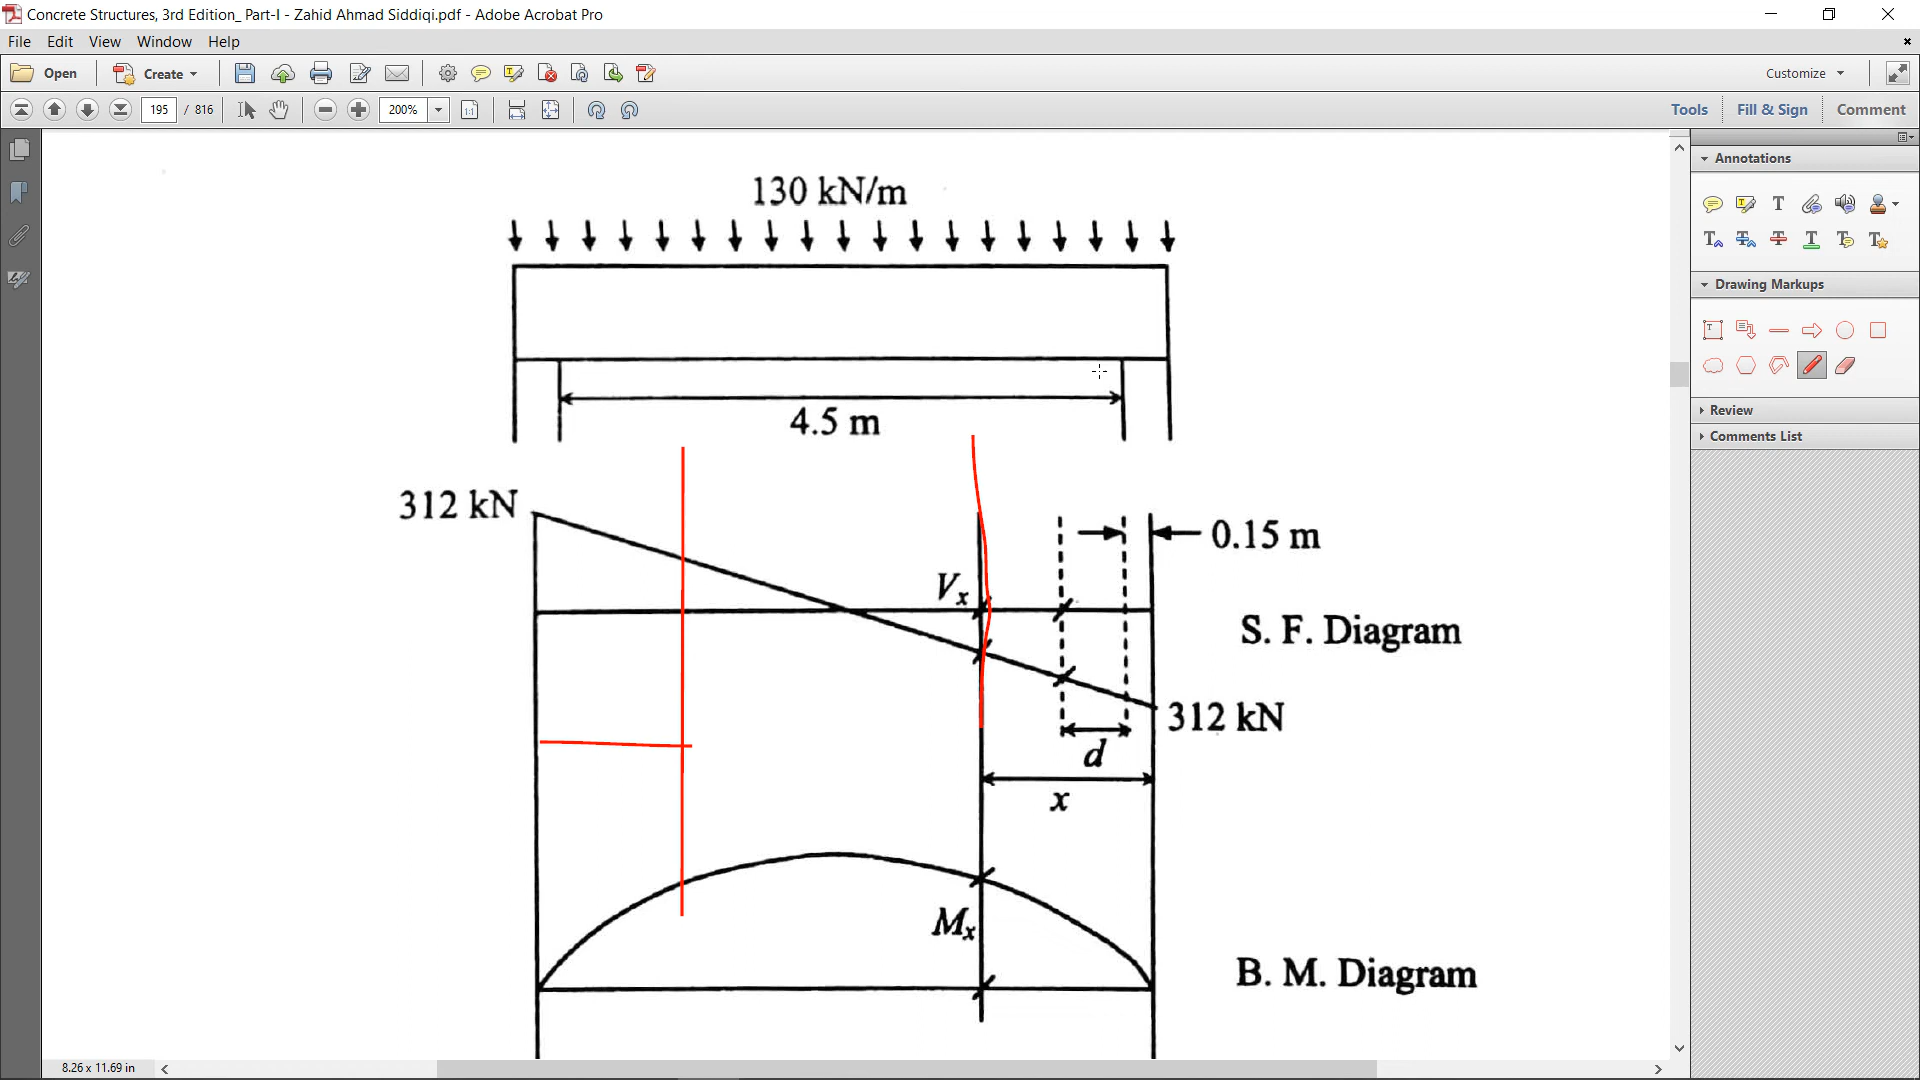 Concrete Structures, 3rd Edition_ Part-I - Zahid Ahmad Siddiqi.pdf - Adobe Acrobat Pro
File Edit View Window Help
Open Create Customize
195 / 816 200% 1:1 Tools Fill & Sign Comment
Annotations
Drawing Markups
Review
Comments List
130 kN/m
4.5 m
312 kN
0.15 m
Vx
S. F. Diagram
312 kN
d
x
Mx
B. M. Diagram
8.26 x 11.69 in